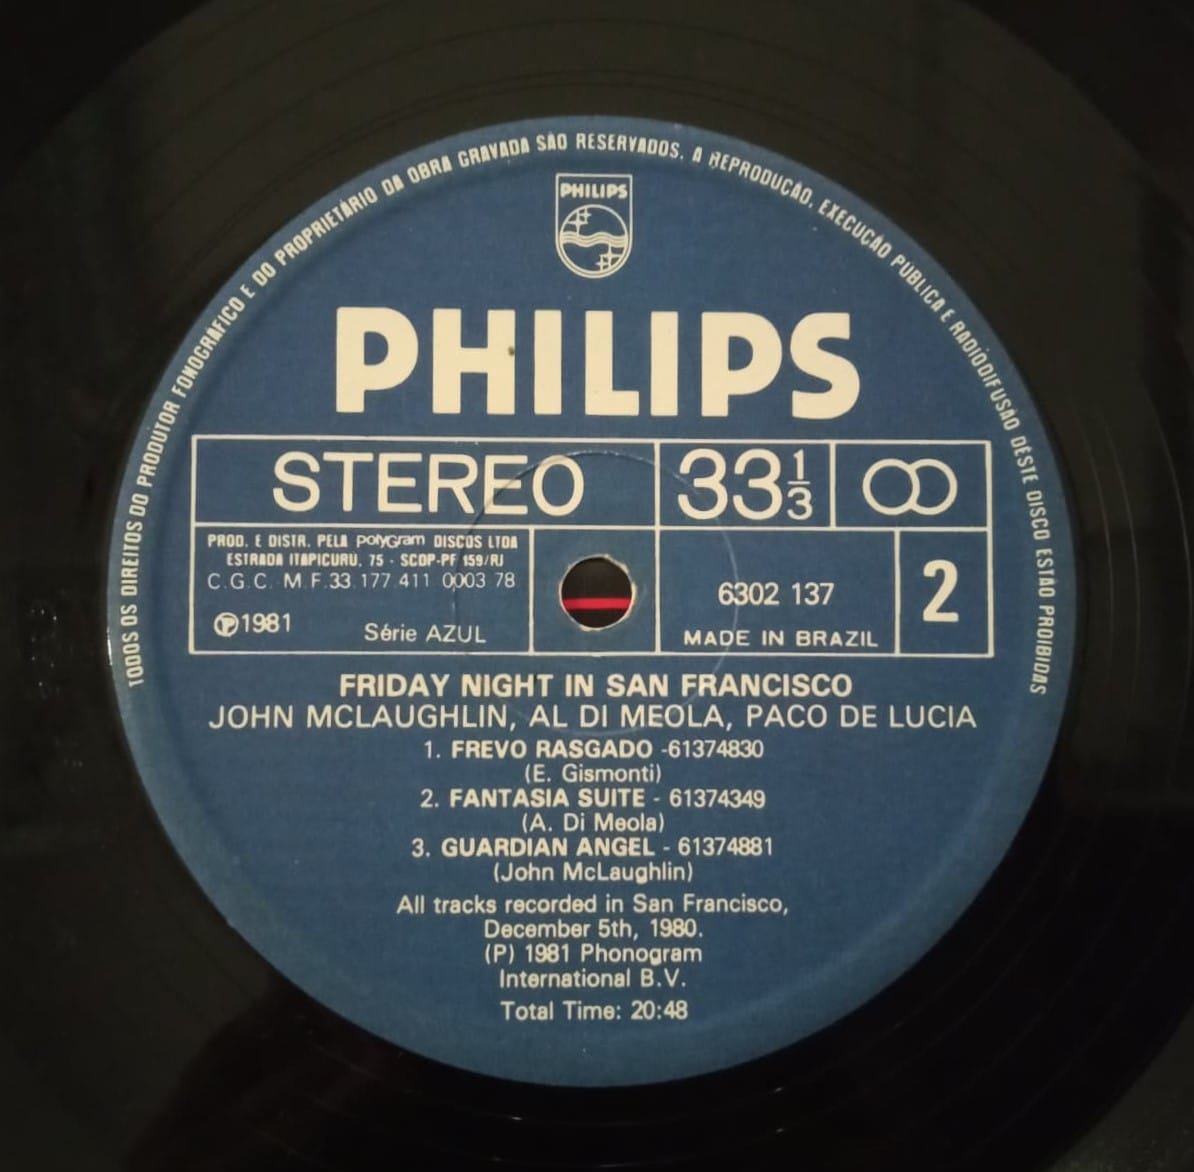 TODOS OS DIREITOS DO PRODUTOR FONOGRÁFICO E DO PROPRIETÁRIO DA OBRA GRAVADA SÃO RESERVADOS. A REPRODUÇÃO, EXECUÇÃO PÚBLICA E RADIODIFUSÃO DESTE DISCO ESTÃO PROIBIDAS
PHILIPS
PHILIPS
STEREO 33 1/3
PROD. E DISTR. PELA PolyGram DISCOS LTDA
ESTRADA ITAPICURU, 75 - SCDP-PF 159/RJ
C.G.C. M.F.33.177.411 0003 78
Ⓟ1981 Série AZUL
6302 137
MADE IN BRAZIL
2
FRIDAY NIGHT IN SAN FRANCISCO
JOHN MCLAUGHLIN, AL DI MEOLA, PACO DE LUCIA
1. FREVO RASGADO -61374830
(E. Gismonti)
2. FANTASIA SUITE - 61374349
(A. Di Meola)
3. GUARDIAN ANGEL - 61374881
(John McLaughlin)
All tracks recorded in San Francisco,
December 5th, 1980.
(P) 1981 Phonogram
International B.V.
Total Time: 20:48